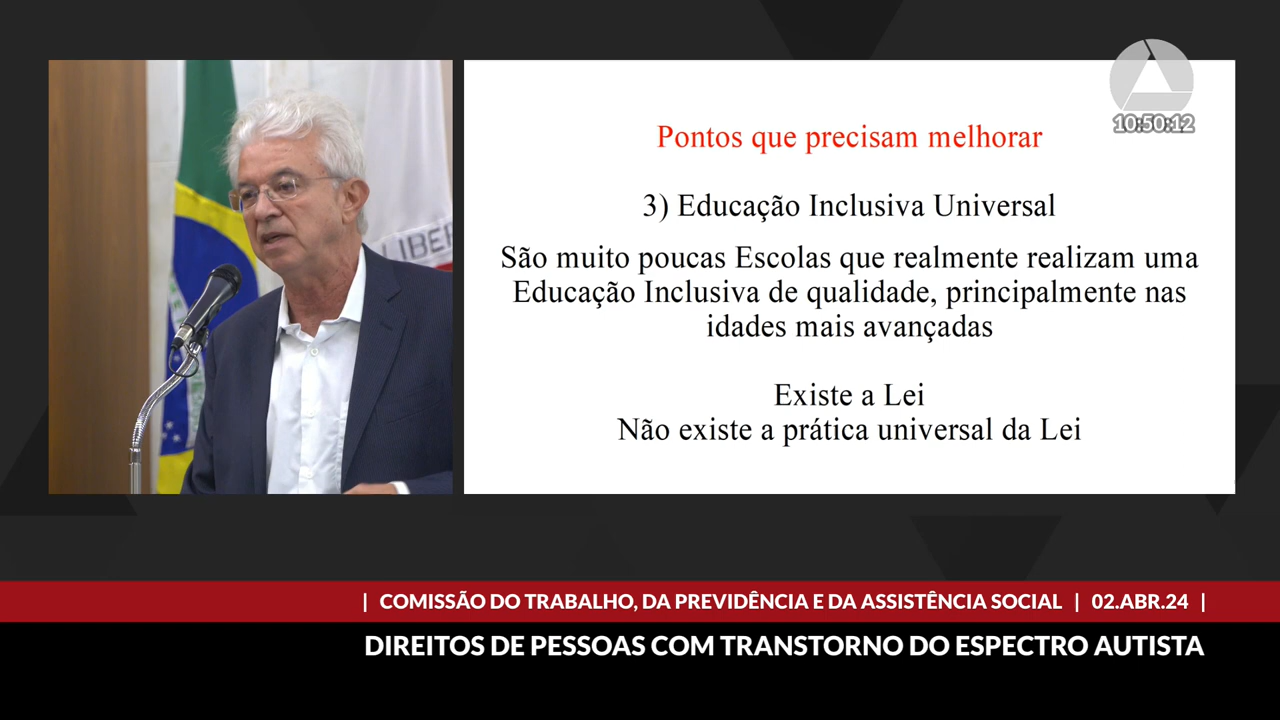 LIBER
10:50:12
Pontos que precisam melhorar
3) Educação Inclusiva Universal
São muito poucas Escolas que realmente realizam uma
Educação Inclusiva de qualidade, principalmente nas
idades mais avançadas
Existe a Lei
Não existe a prática universal da Lei
| COMISSÃO DO TRABALHO, DA PREVIDÊNCIA E DA ASSISTÊNCIA SOCIAL | 02.ABR.24 |
DIREITOS DE PESSOAS COM TRANSTORNO DO ESPECTRO AUTISTA